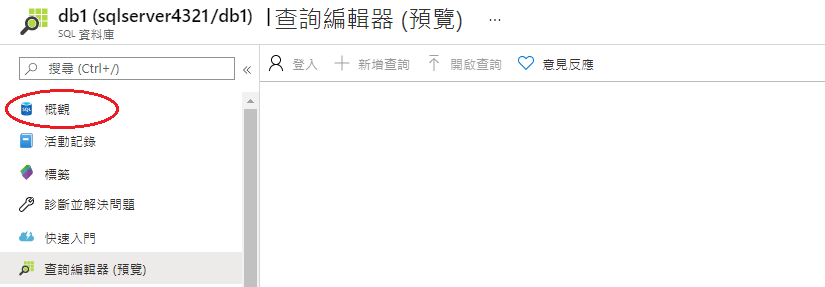 db1 (sqlserver4321/db1) | 查詢編輯器 (預覽) ...
SQL 資料庫
搜尋 (Ctrl+/) «
登入 新增查詢 開啟查詢 意見反應
SQL 概觀
活動記錄
標籤
診斷並解決問題
快速入門
查詢編輯器 (預覽)